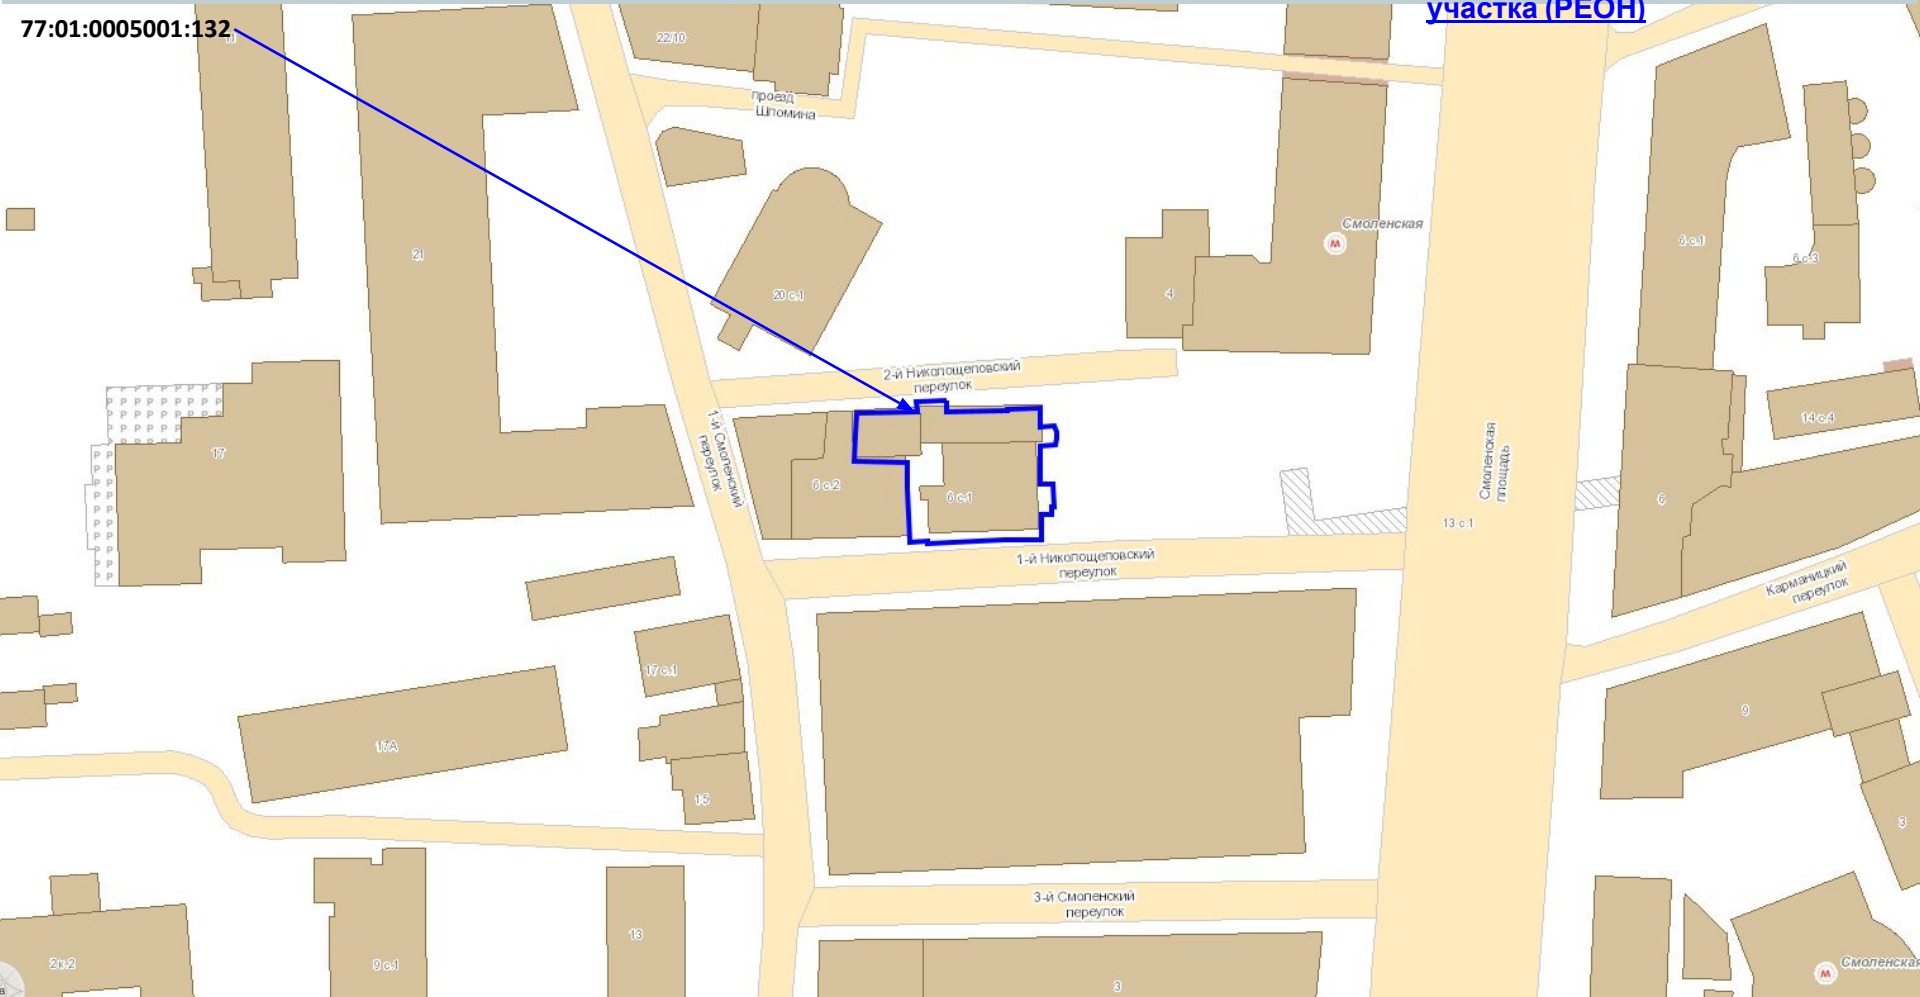 участка (РЕОН)
77:01:0005001:132
22/10
проезд
Шломина
Смоленская
21
20 с.1
4
6 с.1
6 с.3
2-й Николощеповский
переулок
1-й Смоленский
переулок
14 с.4
17
6 с.2
6 с.1
Смоленская
площадь
6
13 с.1
1-й Николощеповский
переулок
Карманицкий
переулок
17 с.1
9
17А
15
3
3-й Смоленский
переулок
13
2к.2
9 с.1
Смоленская
3